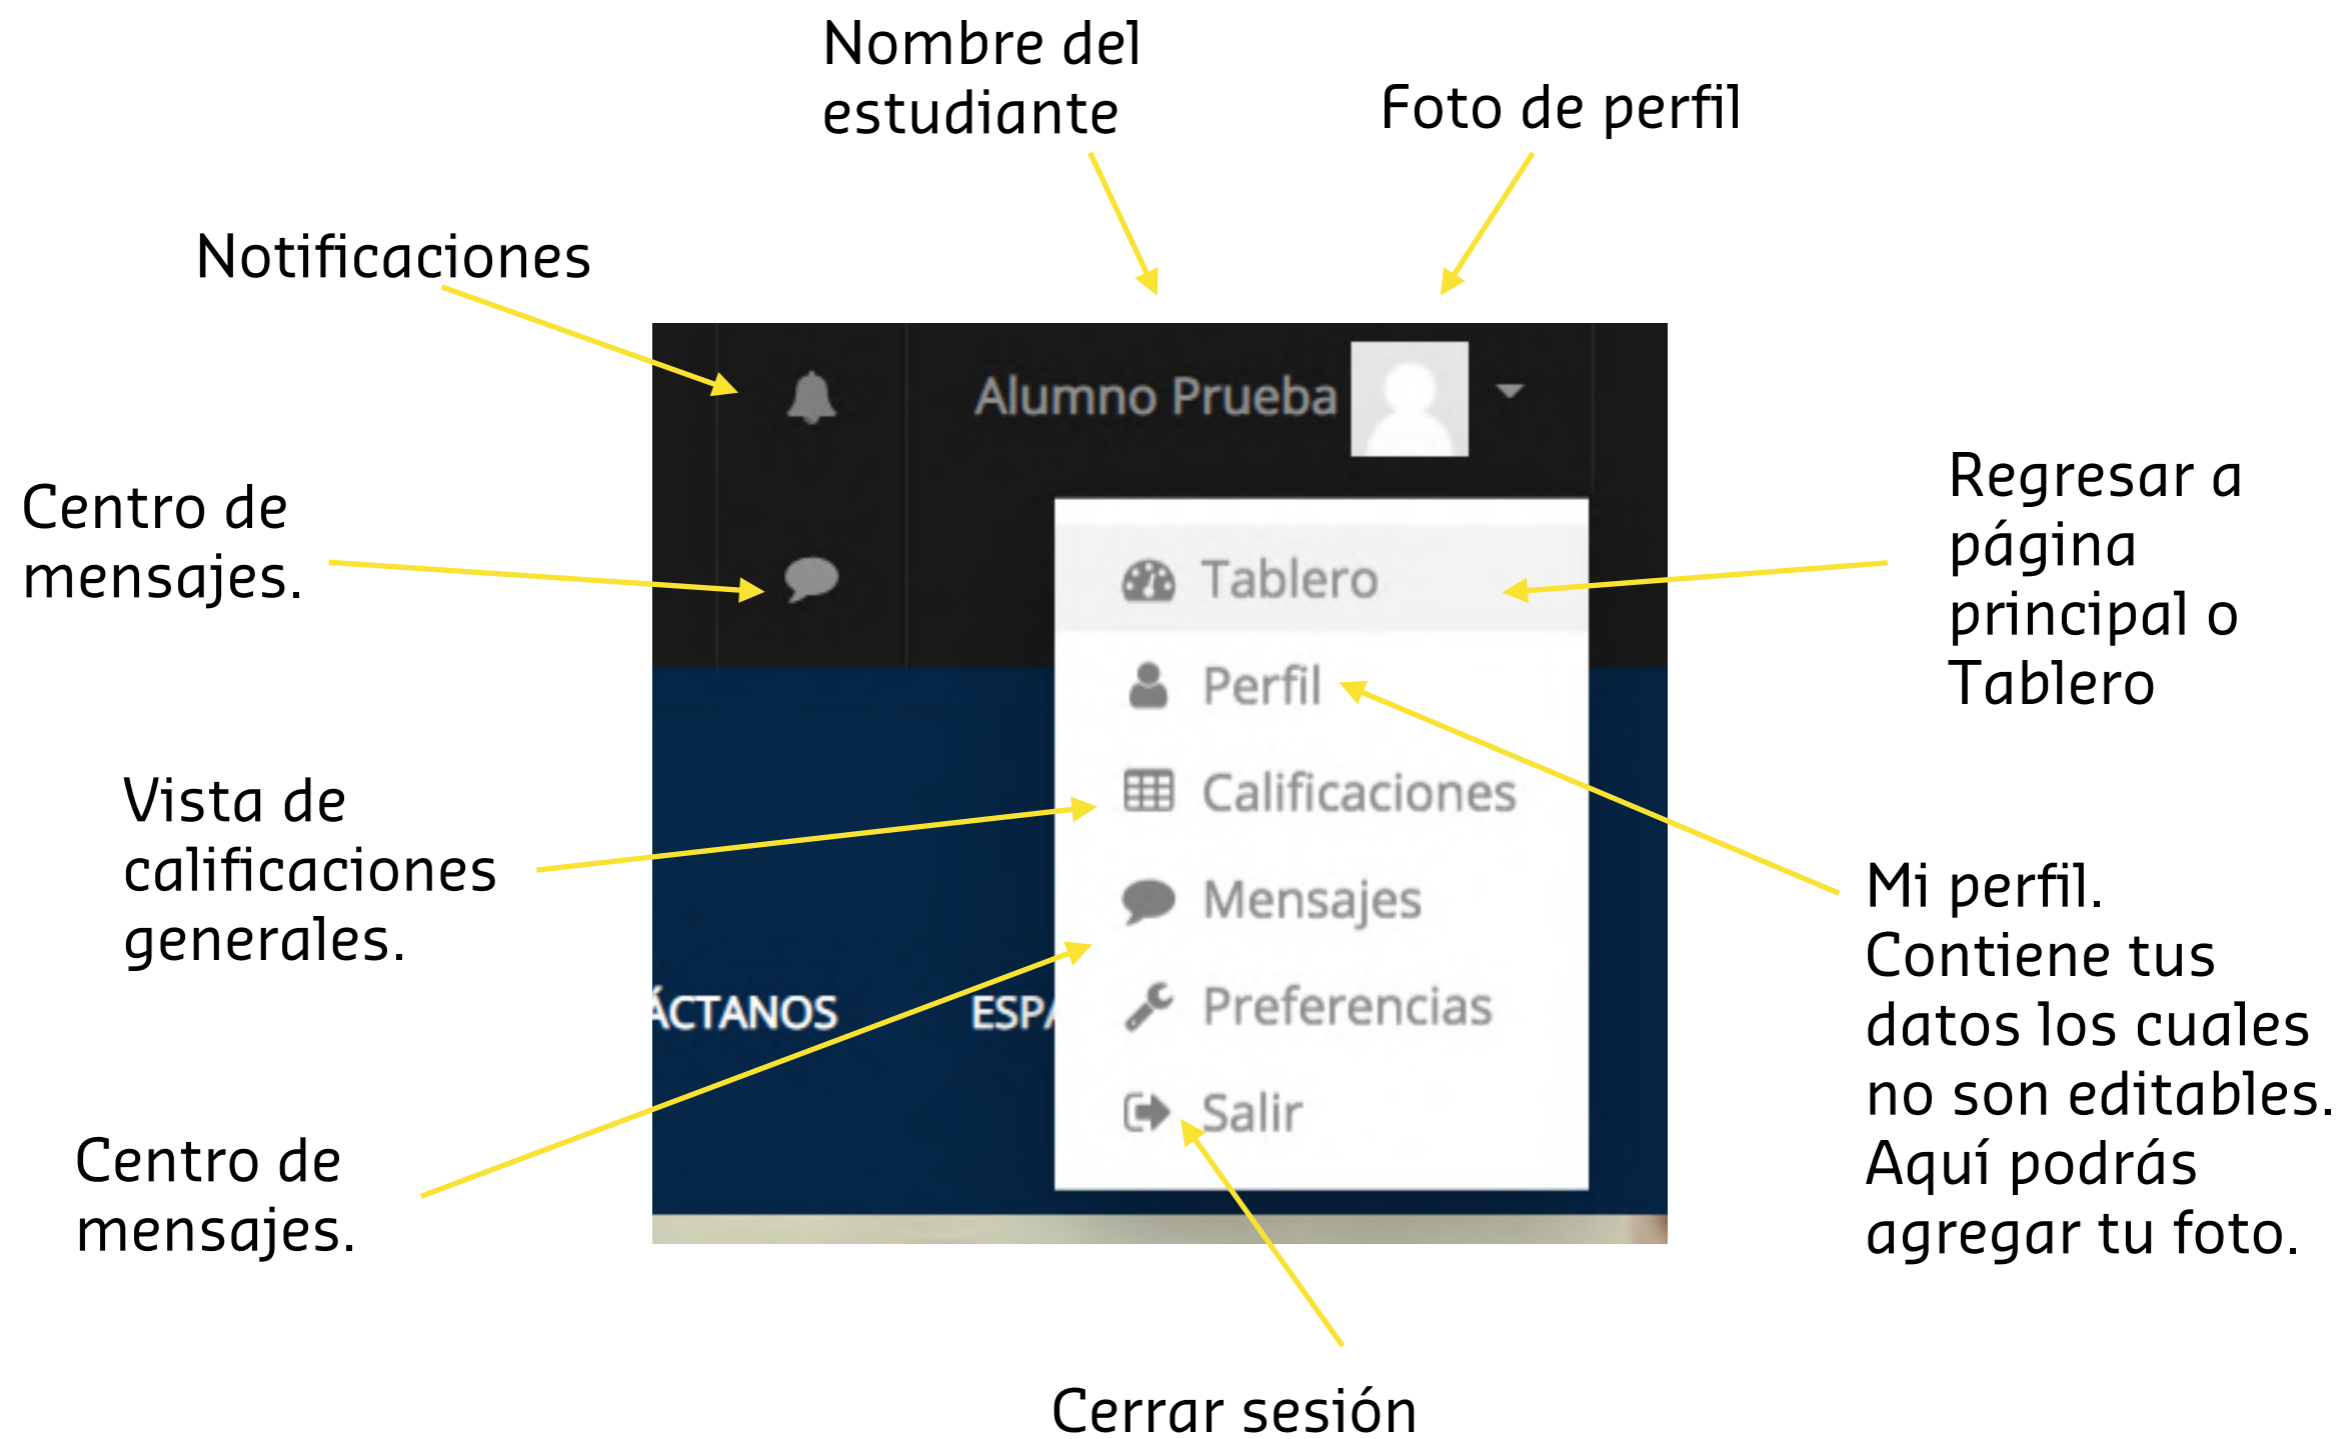 Nombre del
estudiante
Foto de perfil
Notificaciones
Alumno Prueba
Centro de
mensajes.
Regresar a
página
principal o
Tablero
Tablero
Perfil
Calificaciones
Mensajes
Preferencias
Salir
Vista de
calificaciones
generales.
Mi perfil.
Contiene tus
datos los cuales
no son editables.
Aquí podrás
agregar tu foto.
ÁCTANOS
ESPA
Centro de
mensajes.
Cerrar sesión